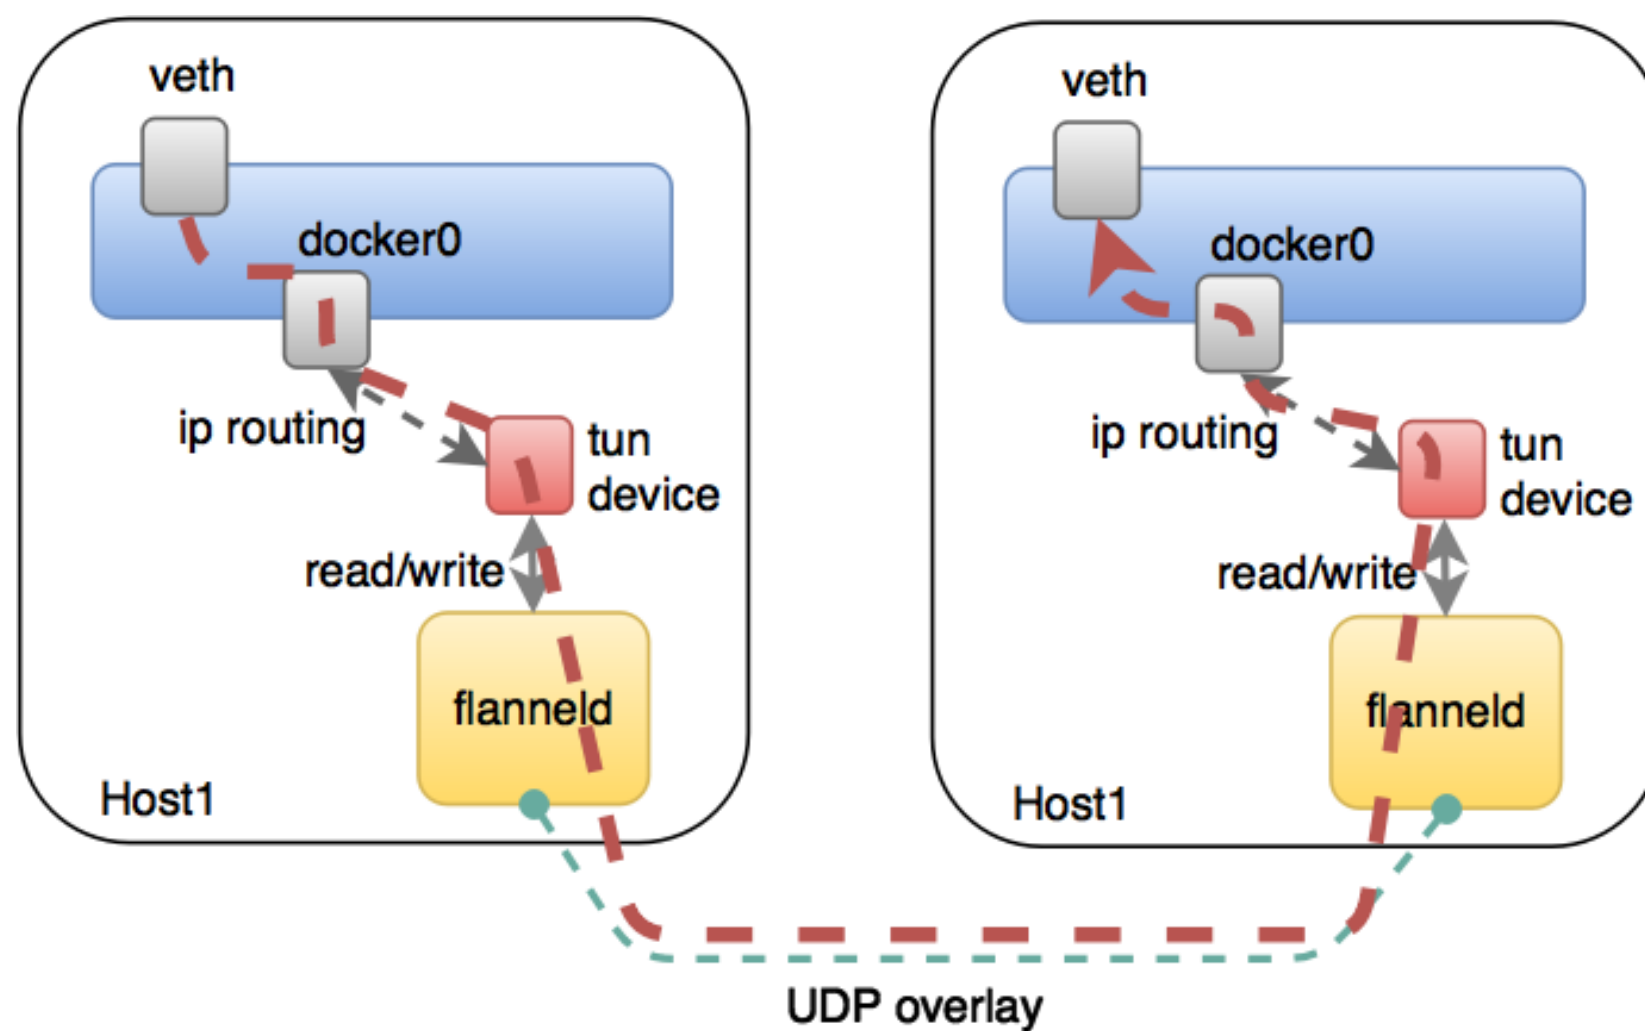 veth
docker0
ip routing
tun
device
read/write
flanneld
Host1
veth
docker0
ip routing
tun
device
read/write
flanneld
Host1
UDP overlay